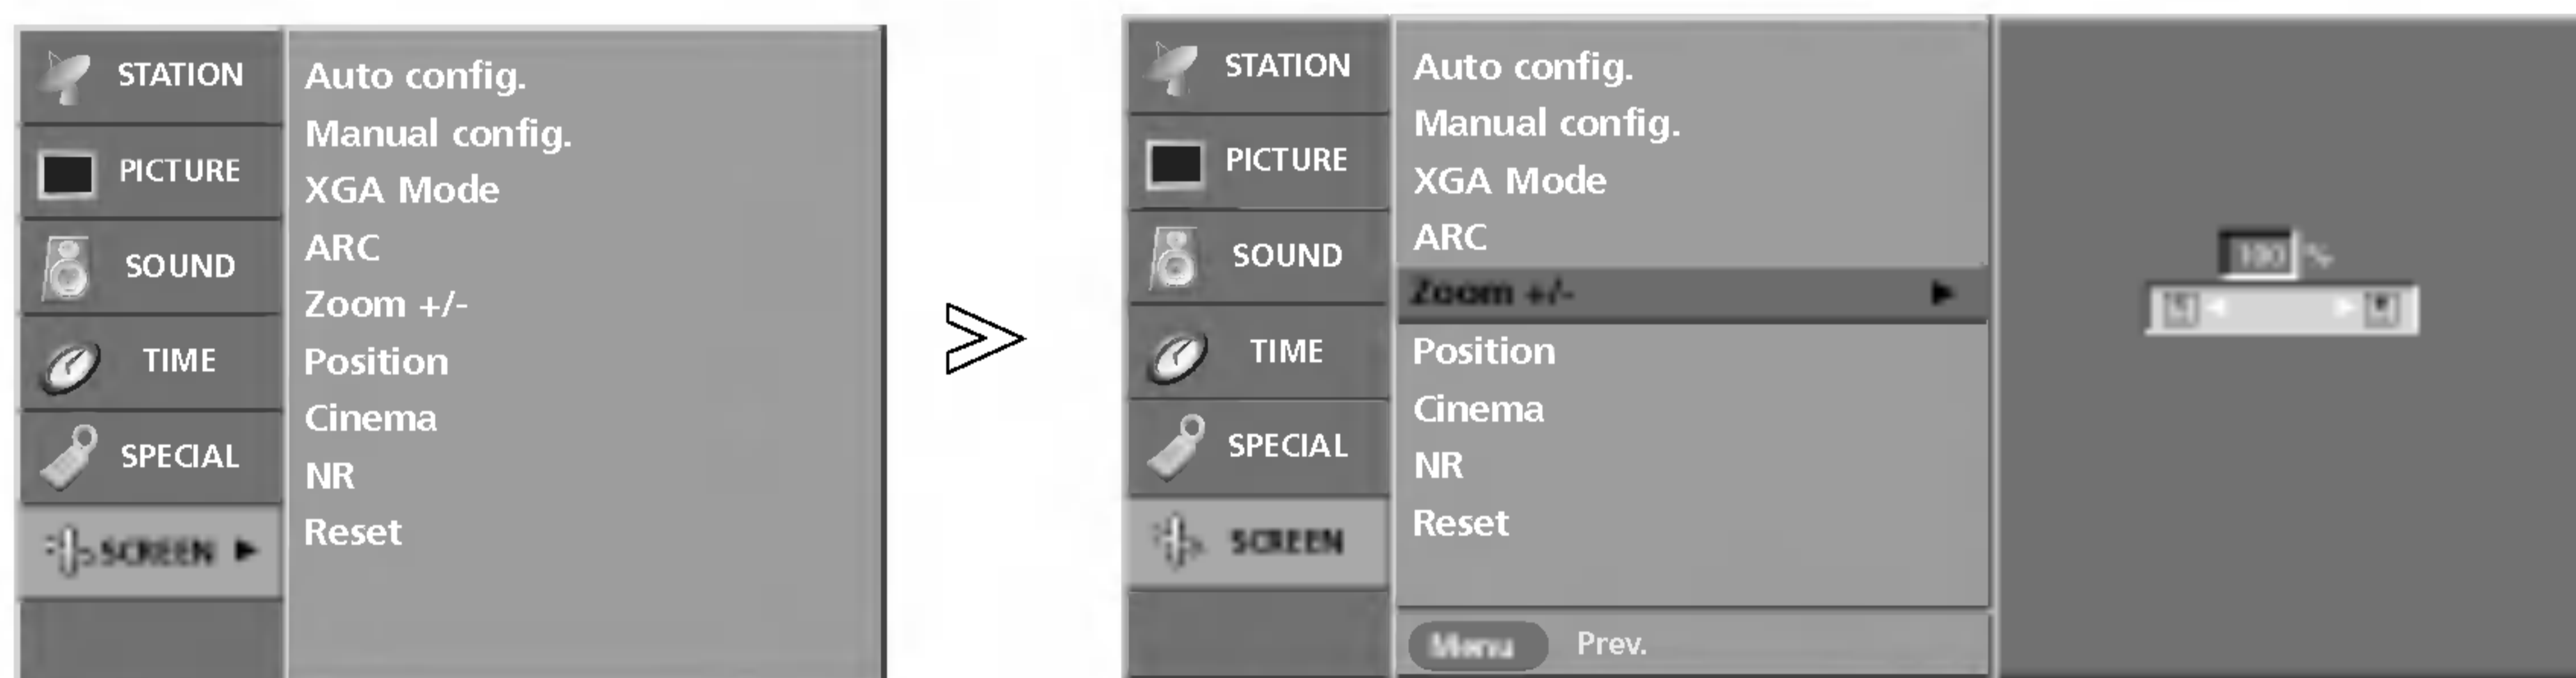 STATION
PICTURE
SOUND
TIME
SPECIAL
SCREEN ►
Auto config.
Manual config.
XGA Mode
ARC
Zoom +/-
Position
Cinema
NR
Reset
STATION
PICTURE
SOUND
TIME
SPECIAL
SCREEN
Auto config.
Manual config.
XGA Mode
ARC
Zoom +/- ►
Position
Cinema
NR
Reset
Menu Prev.
100 %